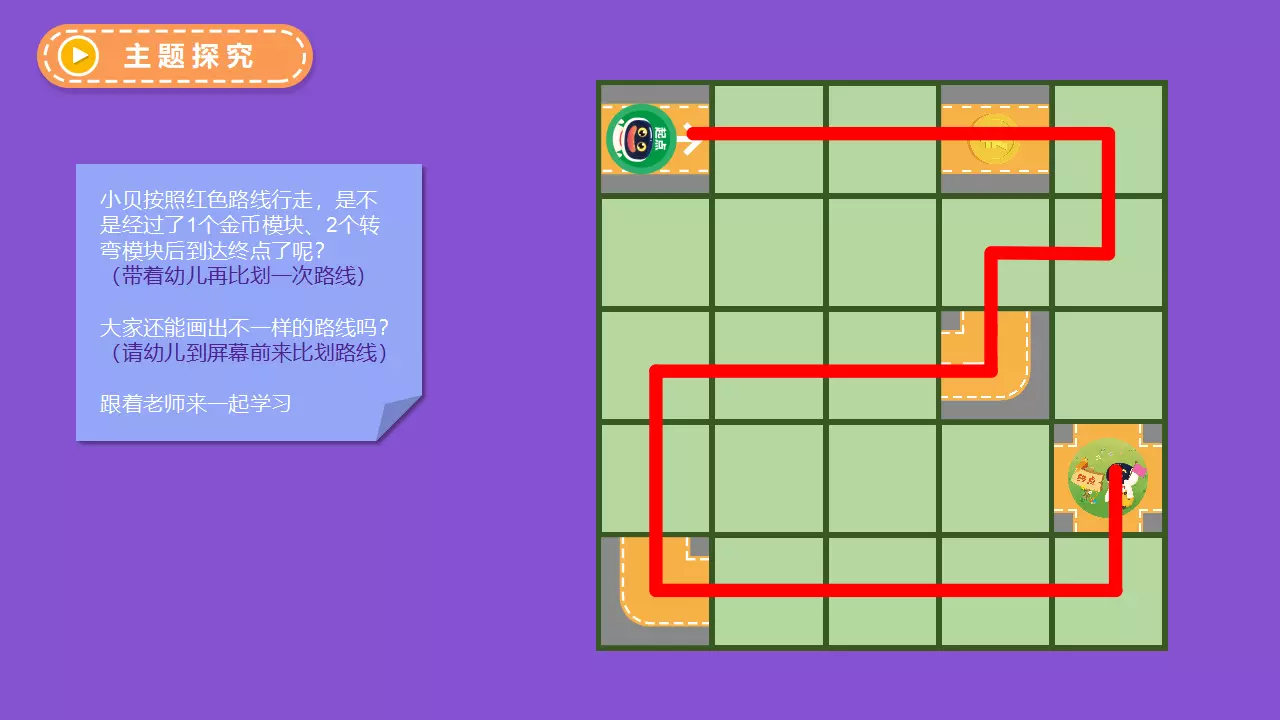 主题探究
小贝按照红色路线行走，是不
是经过了1个金币模块、2个转
弯模块后到达终点了呢？
（带着幼儿再比划一次路线）
大家还能画出不一样的路线吗？
（请幼儿到屏幕前来比划路线）
跟着老师来一起学习
起点
终点